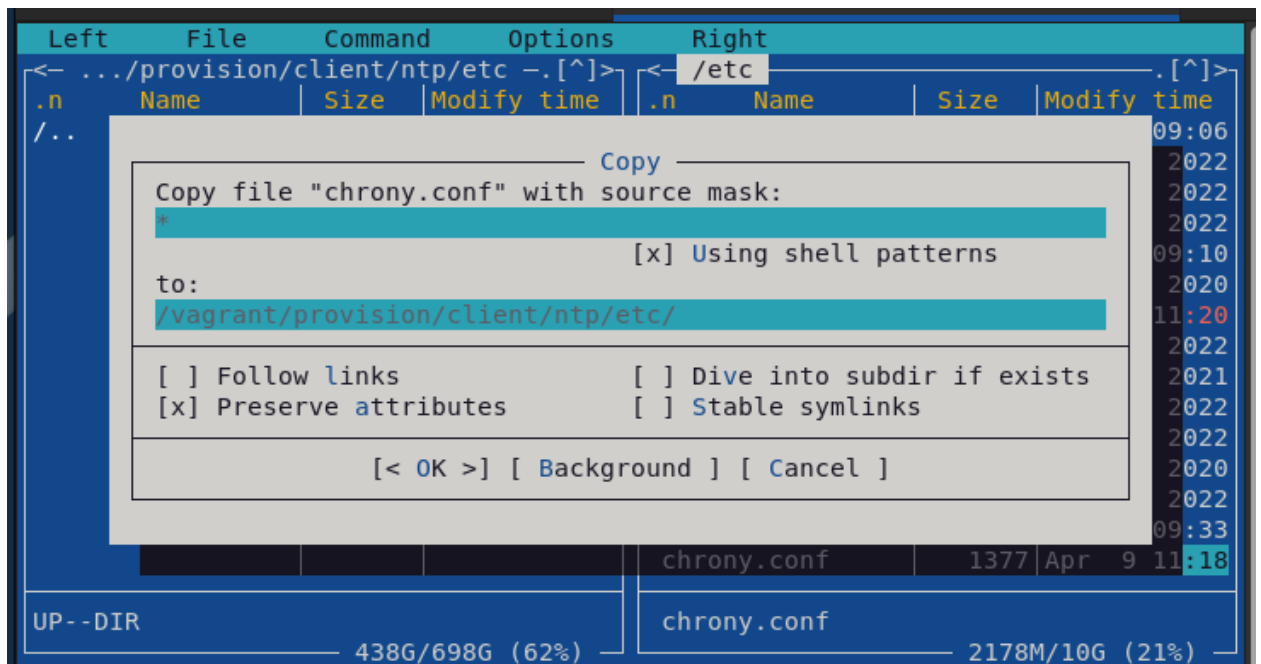 Left File Command Options Right
<— .../provision/client/ntp/etc —.[^]> <— /etc —.[^]>
.n Name Size Modify time .n Name Size Modify time
/.. 09:06
Copy 2022
Copy file "chrony.conf" with source mask: 2022
* 2022
[x] Using shell patterns 09:10
to: 2020
/vagrant/provision/client/ntp/etc/ 11:20
2022
[ ] Follow links [ ] Dive into subdir if exists 2021
[x] Preserve attributes [ ] Stable symlinks 2022
2022
[< OK >] [ Background ] [ Cancel ] 2020
2022
09:33
chrony.conf 1377 Apr 9 11:18
UP--DIR chrony.conf
438G/698G (62%) 2178M/10G (21%)